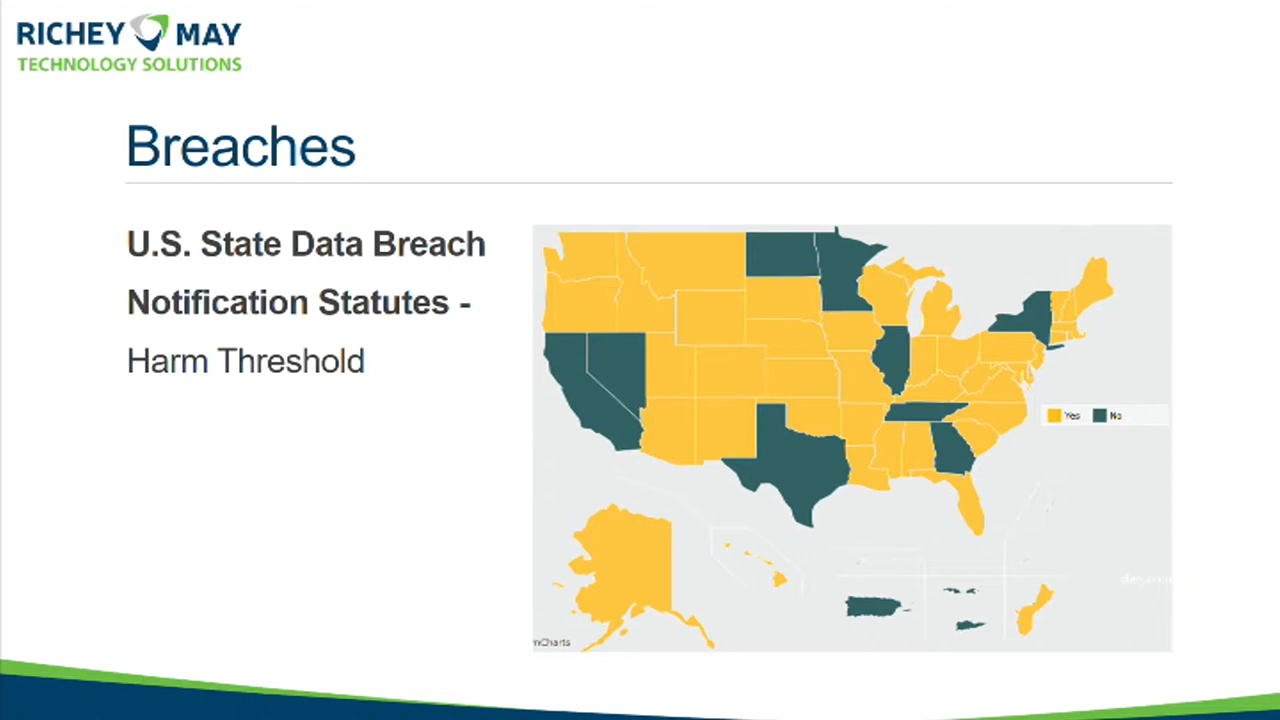 RICHEY MAY
TECHNOLOGY SOLUTIONS
Breaches
U.S. State Data Breach
Notification Statutes -
Harm Threshold
Yes No
mCharts